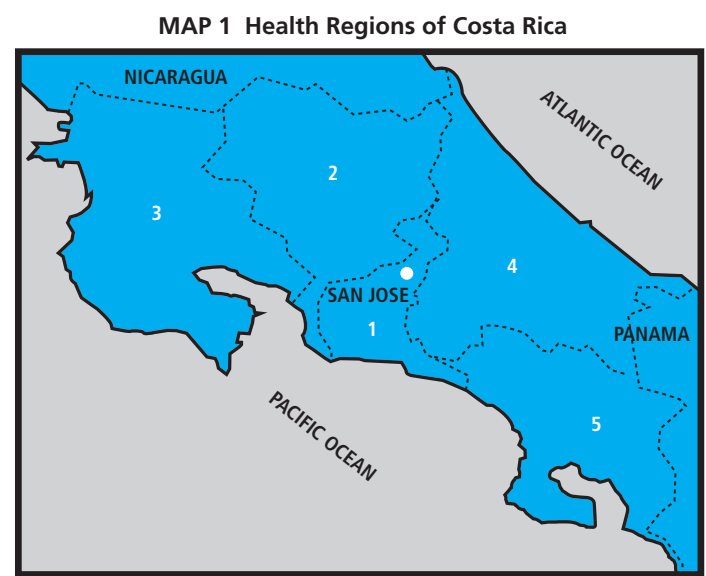 MAP 1 Health Regions of Costa Rica
NICARAGUA
ATLANTIC OCEAN
2
3
4
SAN JOSE
1
PANAMA
PACIFIC OCEAN
5